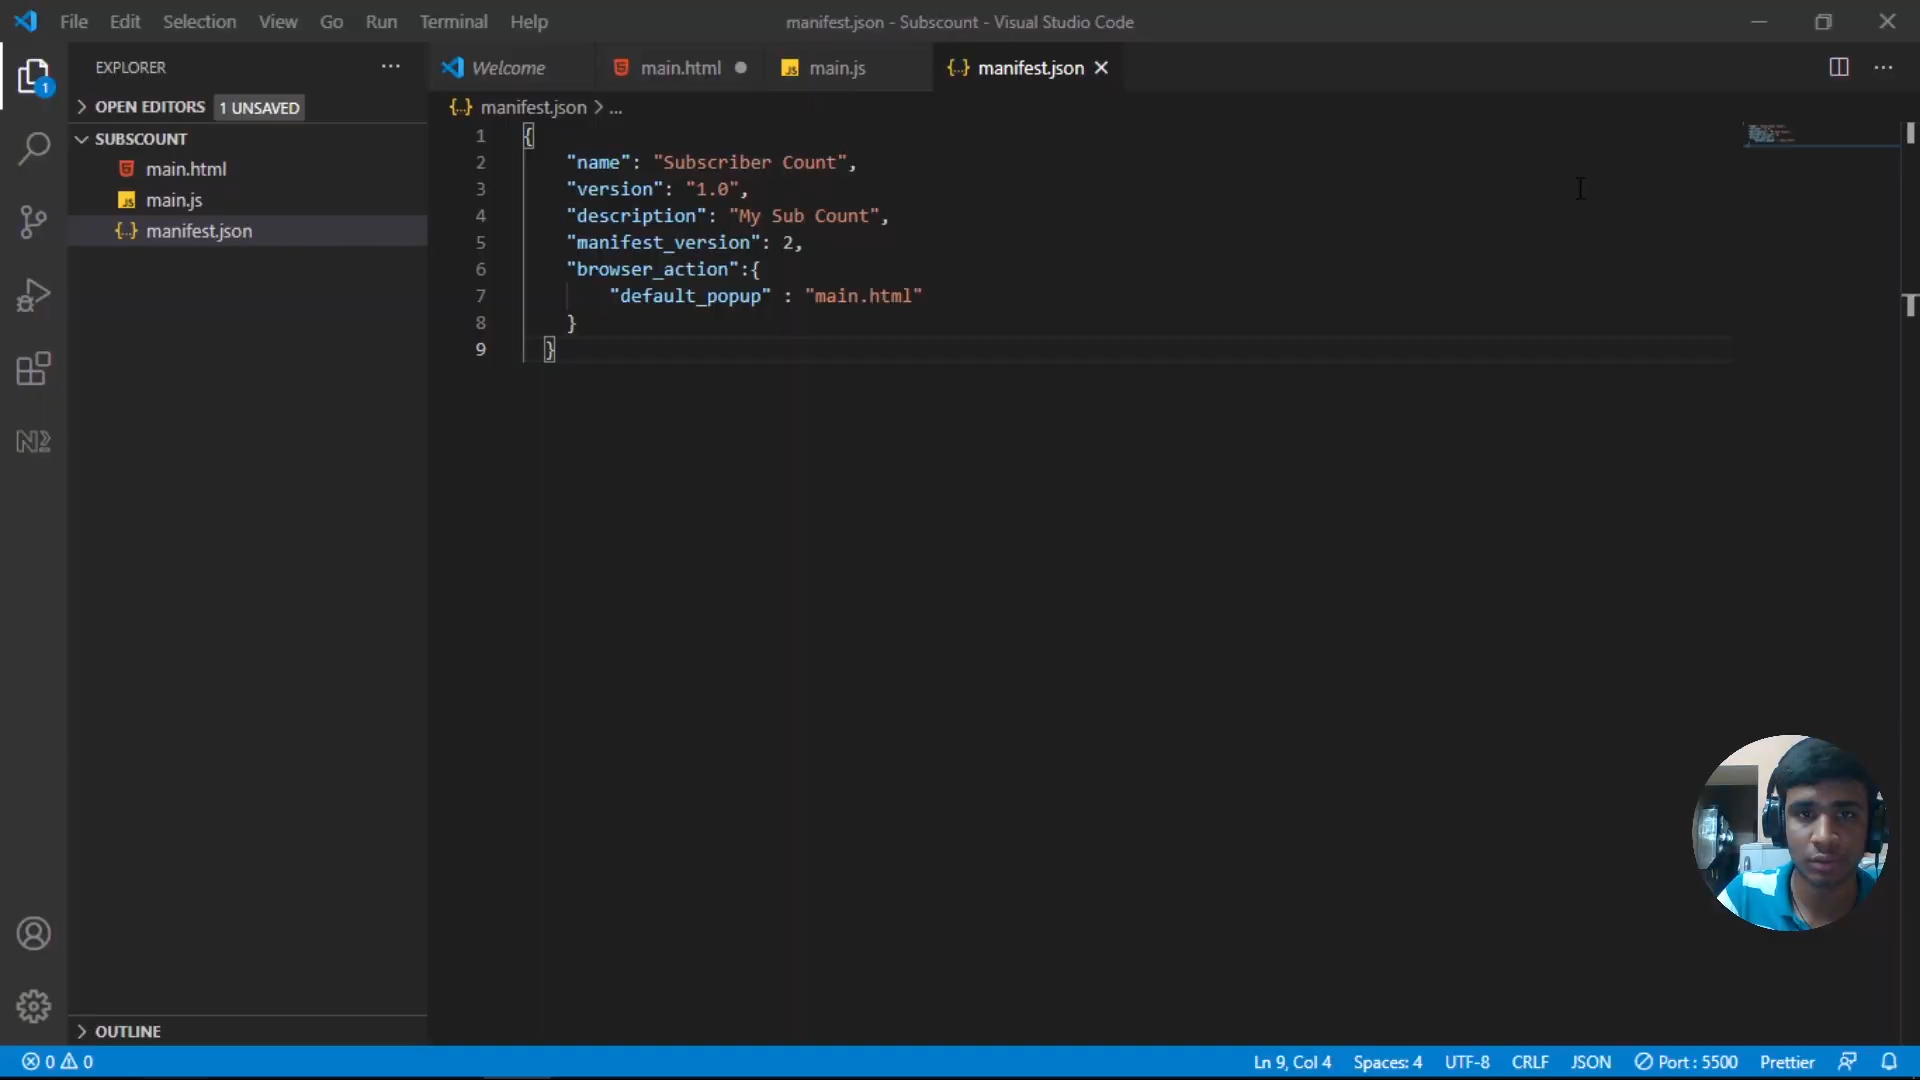 File Edit Selection View Go Run Terminal Help
manifest.json - Subscount - Visual Studio Code
EXPLORER
Welcome
main.html
main.js
manifest.json
OPEN EDITORS 1 UNSAVED
manifest.json > ...
SUBSCOUNT
main.html
main.js
manifest.json
1 {
2 "name": "Subscriber Count",
3 "version": "1.0",
4 "description": "My Sub Count",
5 "manifest_version": 2,
6 "browser_action":{
7 "default_popup" : "main.html"
8 }
9 }
1
OUTLINE
0 0
Ln 9, Col 4 Spaces: 4 UTF-8 CRLF JSON Port : 5500 Prettier